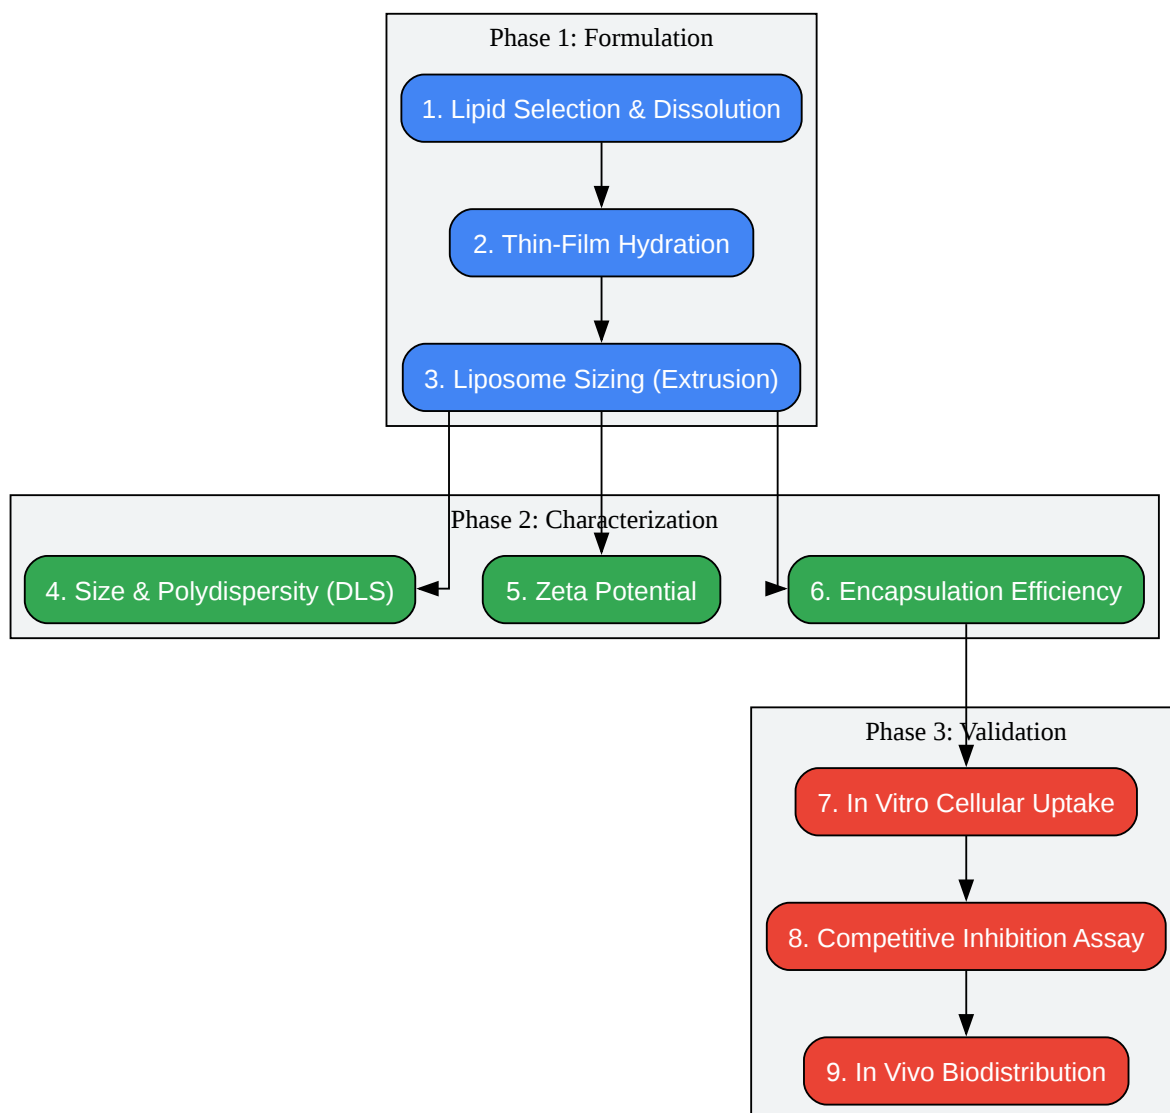 Phase 1: Formulation
1. Lipid Selection & Dissolution
2. Thin-Film Hydration
3. Liposome Sizing (Extrusion)
Phase 2: Characterization
4. Size & Polydispersity (DLS)
5. Zeta Potential
6. Encapsulation Efficiency
Phase 3: Validation
7. In Vitro Cellular Uptake
8. Competitive Inhibition Assay
9. In Vivo Biodistribution